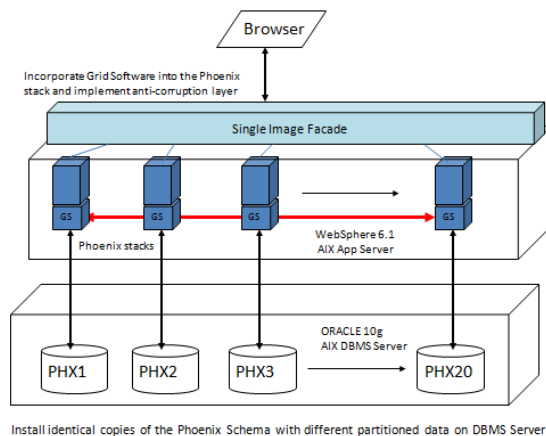 Browser
Incorporate Grid Software into the Phoenix
stack and implement anti-corruption layer
Single Image Facade
GS GS GS GS
Phoenix stacks
WebSphere 6.1
AIX App Server
ORACLE 10g
AIX DBMS Server
PHX1 PHX2 PHX3 PHX20
Install identical copies of the Phoenix Schema with different partitioned data on DBMS Server